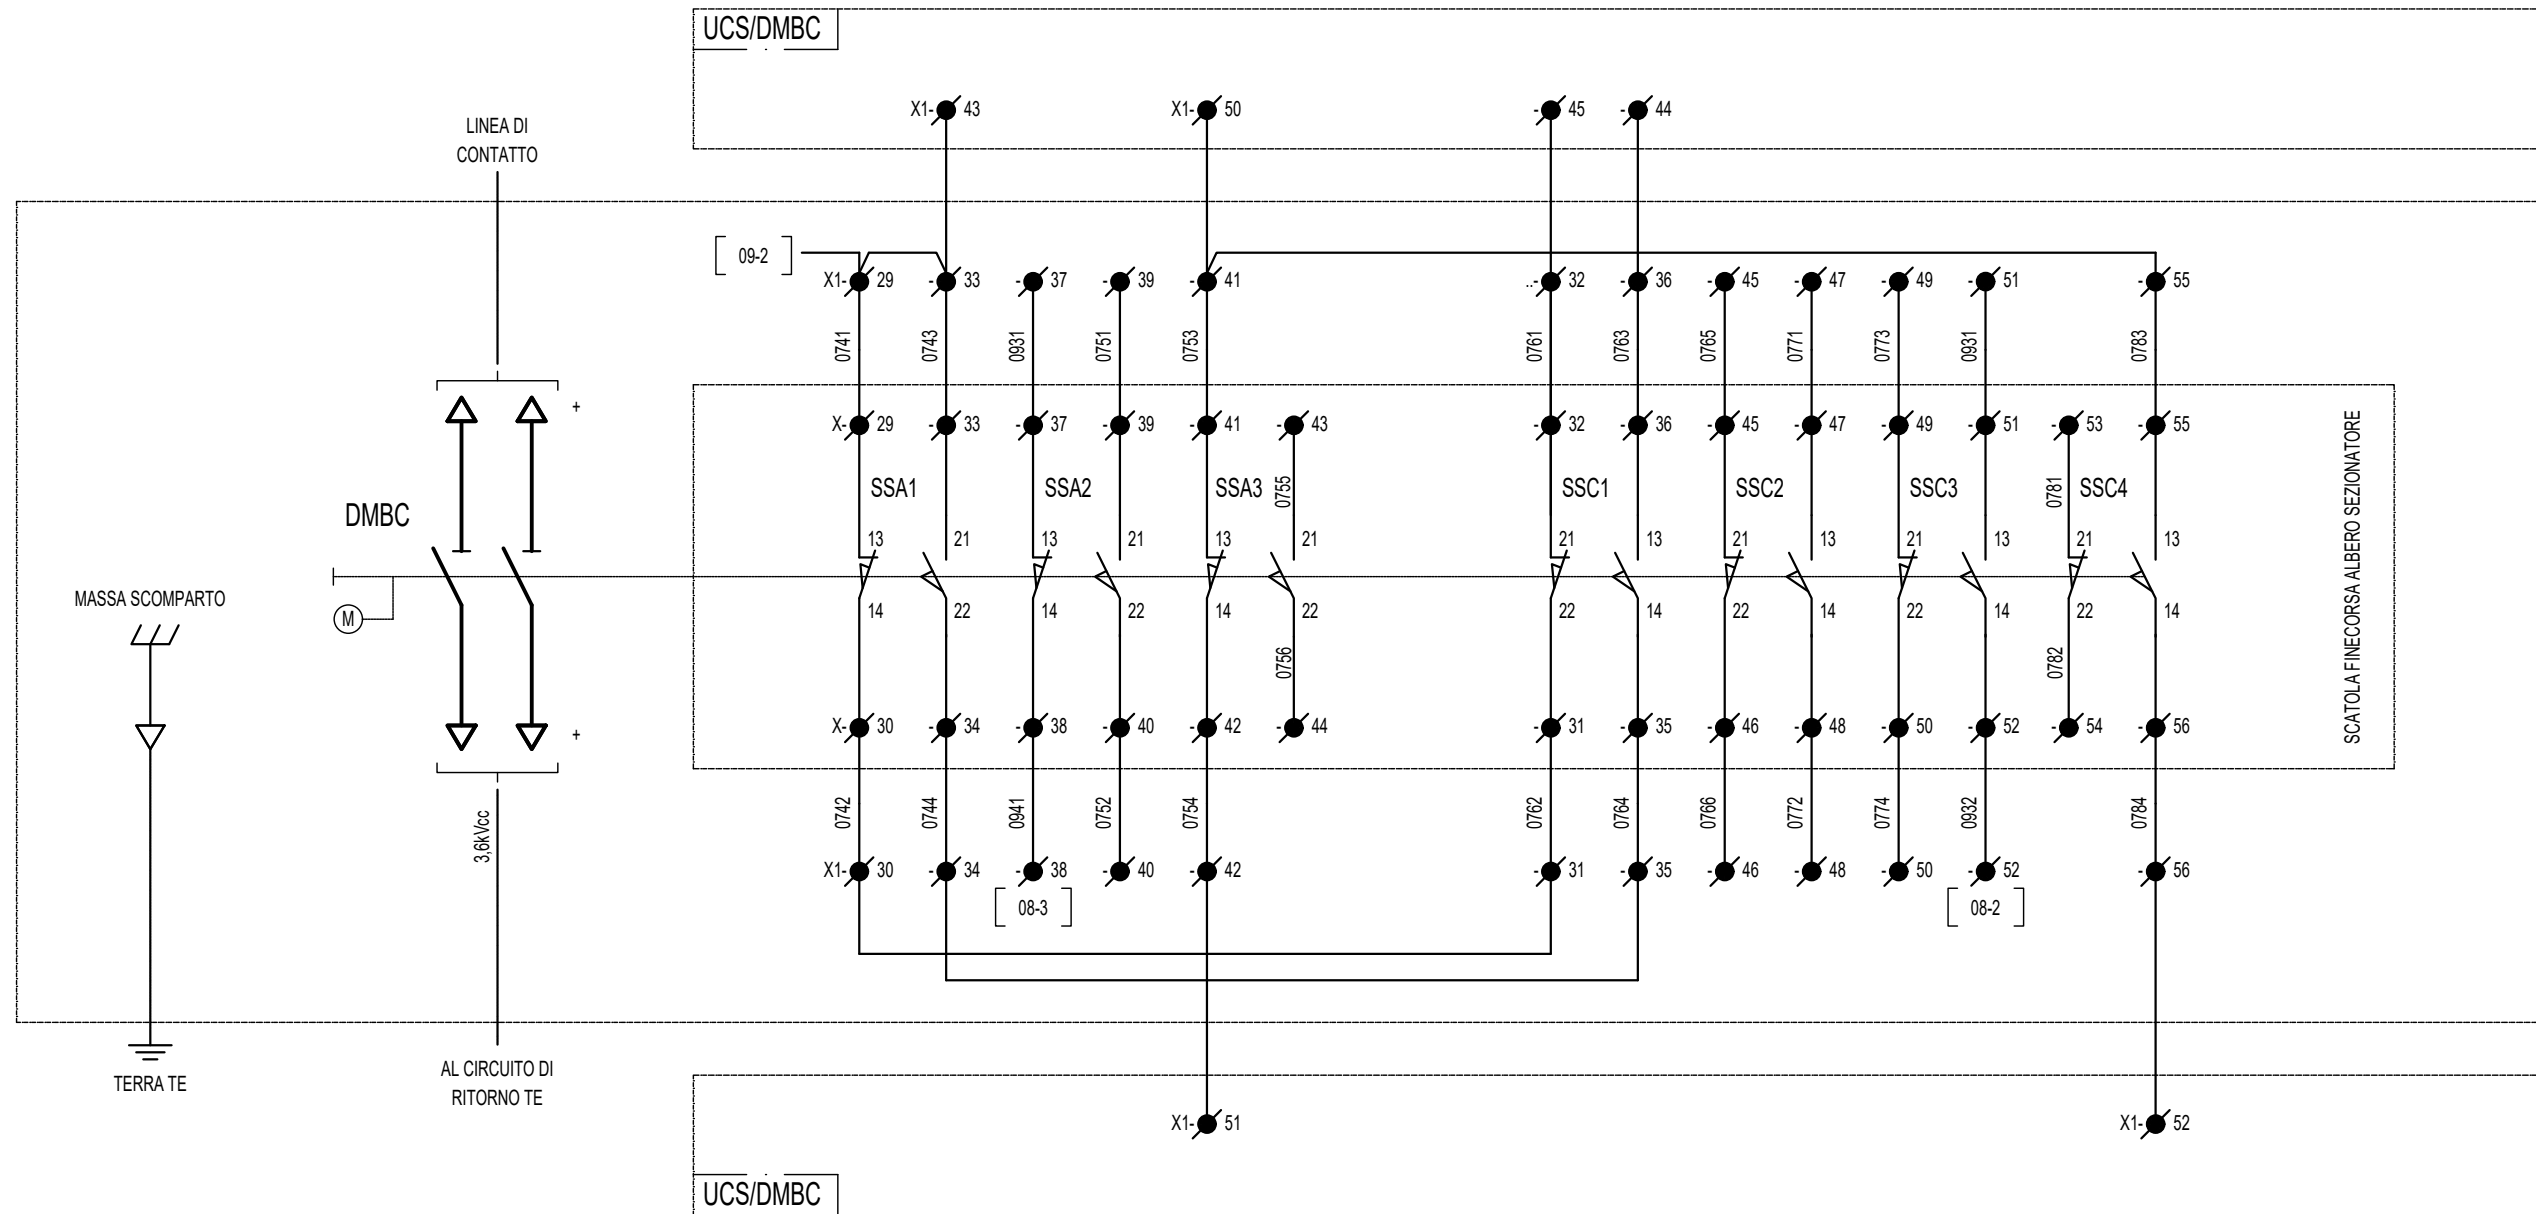 UCS/DMBC
X1- 43 X1- 50 - 45 - 44
LINEA DI
CONTATTO
09-2
X1- 29 - 33 - 37 - 39 - 41 ..- 32 - 36 - 45 - 47 - 49 - 51 - 55
0741 0743 0931 0751 0753 0761 0763 0765 0771 0773 0931 0783
+
X- 29 - 33 - 37 - 39 - 41 - 43 - 32 - 36 - 45 - 47 - 49 - 51 - 53 - 55
SCATOLA FINECORSA ALBERO SEZIONATORE
SSA1 SSA2 SSA3 0755 SSC1 SSC2 SSC3 0781 SSC4
DMBC
13 21 13 21 13 21 21 13 21 13 21 13 21 13
MASSA SCOMPARTO
M
14 22 14 22 14 22 22 14 22 14 22 14 22 14
0756 0782
X- 30 - 34 - 38 - 40 - 42 - 44 - 31 - 35 - 46 - 48 - 50 - 52 - 54 - 56
+
3,6kVcc
0742 0744 0941 0752 0754 0762 0764 0766 0772 0774 0932 0784
X1- 30 - 34 - 38 - 40 - 42 - 31 - 35 - 46 - 48 - 50 - 52 - 56
08-3 08-2
TERRA TE
AL CIRCUITO DI
RITORNO TE
X1- 51 X1- 52
UCS/DMBC